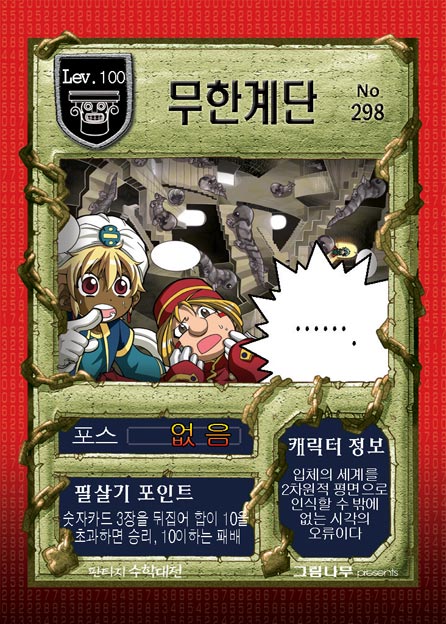 Lev.100
무한계단
No
298
.......
포스 없음
캐릭터 정보
입체의 세계를
2차원적 평면으로
인식할 수 밖에
없는 시각의
오류이다
필살기 포인트
숫자카드 3장을 뒤집어 합이 10을
초과하면 승리, 10이하는 패배
판타지 수학대전
그림나무 presents